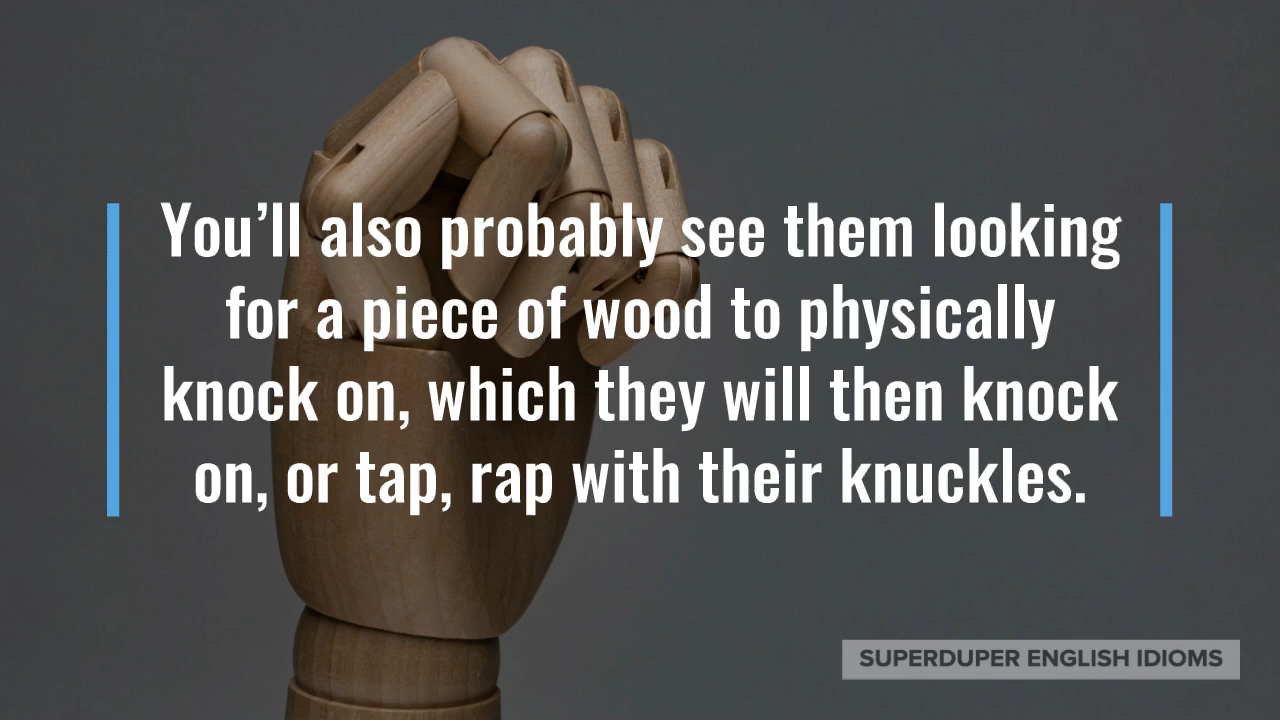 You’ll also probably see them looking
for a piece of wood to physically
knock on, which they will then knock
on, or tap, rap with their knuckles.
SUPERDUPER ENGLISH IDIOMS